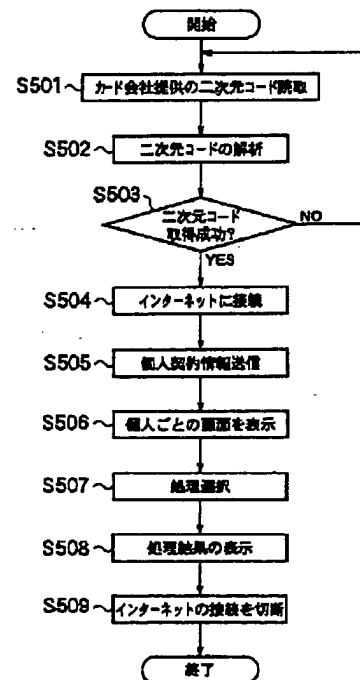 開始
S501 カード会社提供の二次元コード読取
S502 二次元コードの解析
S503
二次元コード
取得成功?
NO
YES
S504 インターネットに接続
S505 個人契約情報送信
S506 個人ごとの画面を表示
S507 処理選択
S508 処理結果の表示
S509 インターネットの接続を切断
終了